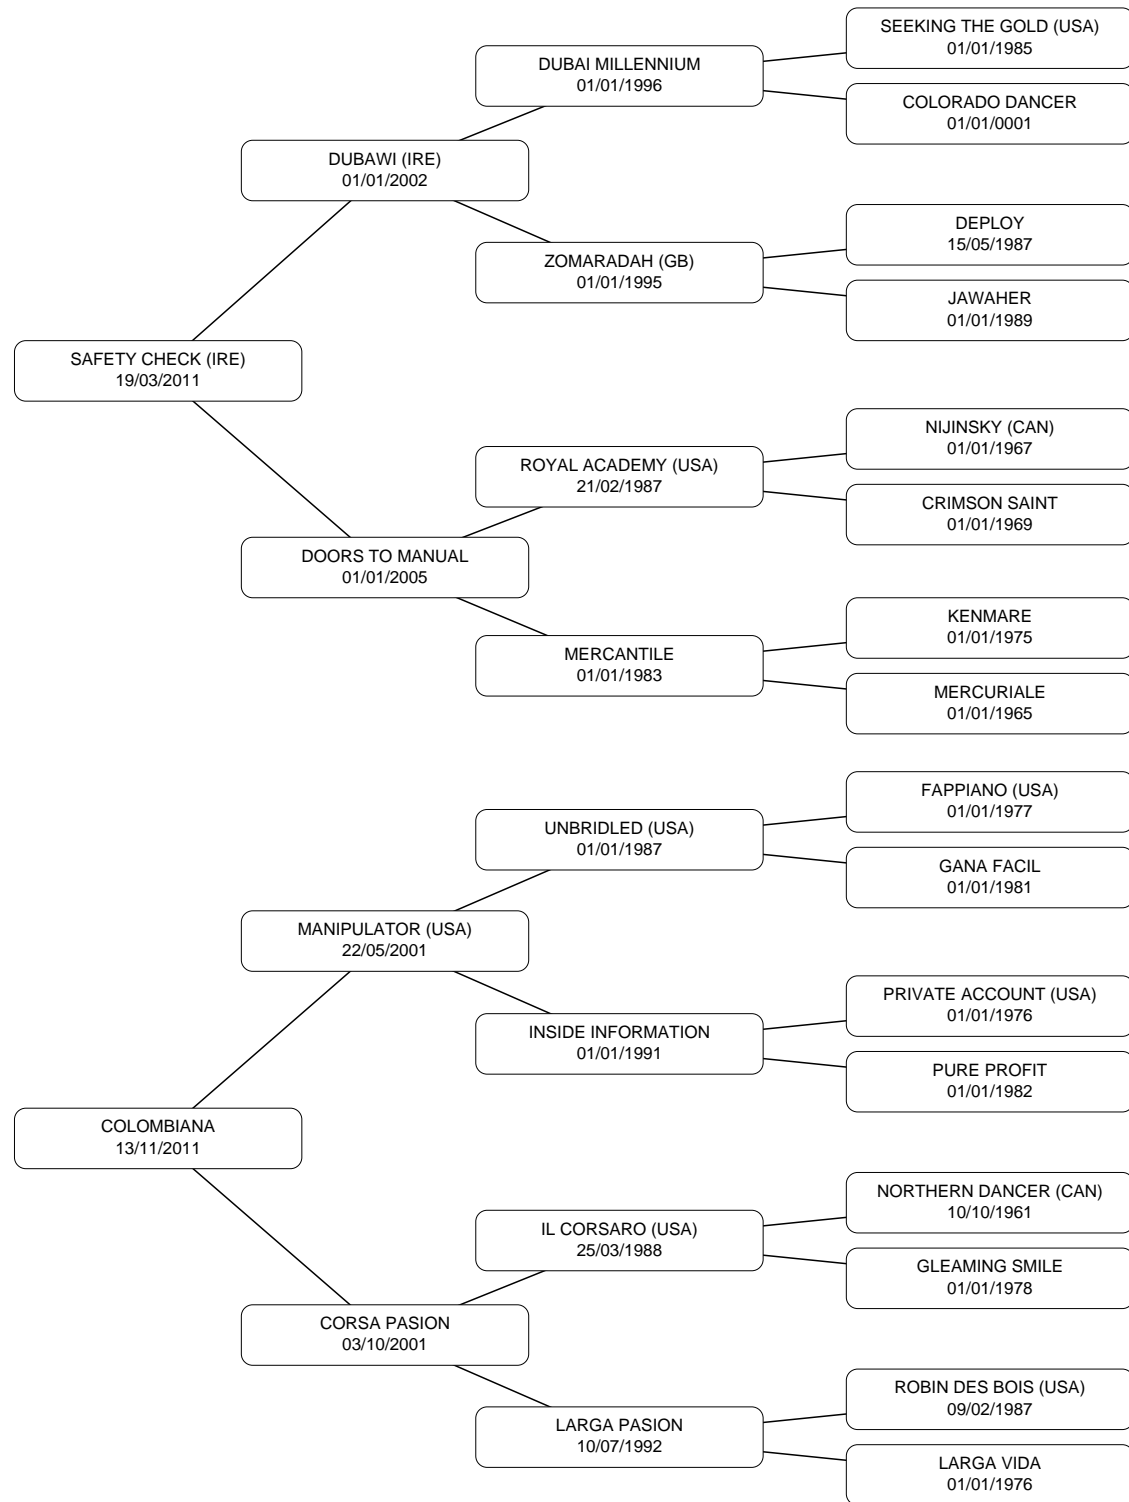 SEEKING THE GOLD (USA)
01/01/1985
DUBAI MILLENNIUM
01/01/1996
COLORADO DANCER
01/01/0001
DUBAWI (IRE)
01/01/2002
DEPLOY
15/05/1987
ZOMARADAH (GB)
01/01/1995
JAWAHER
01/01/1989
SAFETY CHECK (IRE)
19/03/2011
NIJINSKY (CAN)
01/01/1967
ROYAL ACADEMY (USA)
21/02/1987
CRIMSON SAINT
01/01/1969
DOORS TO MANUAL
01/01/2005
KENMARE
01/01/1975
MERCANTILE
01/01/1983
MERCURIALE
01/01/1965
FAPPIANO (USA)
01/01/1977
UNBRIDLED (USA)
01/01/1987
GANA FACIL
01/01/1981
MANIPULATOR (USA)
22/05/2001
PRIVATE ACCOUNT (USA)
01/01/1976
INSIDE INFORMATION
01/01/1991
PURE PROFIT
01/01/1982
COLOMBIANA
13/11/2011
NORTHERN DANCER (CAN)
10/10/1961
IL CORSARO (USA)
25/03/1988
GLEAMING SMILE
01/01/1978
CORSA PASION
03/10/2001
ROBIN DES BOIS (USA)
09/02/1987
LARGA PASION
10/07/1992
LARGA VIDA
01/01/1976